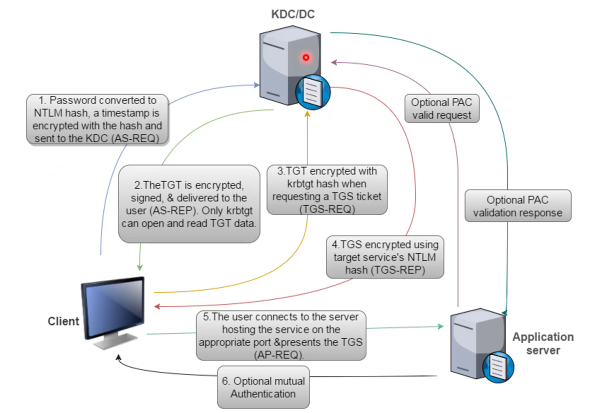 KDC/DC
1. Password converted to
NTLM hash, a timestamp is
encrypted with the hash and
sent to the KDC (AS-REQ)
Optional PAC
valid request
2.TheTGT is encrypted,
signed, & delivered to the
user (AS-REP). Only krbtgt
can open and read TGT data.
3.TGT encrypted with
krbtgt hash when
requesting a TGS ticket
(TGS-REQ)
Optional PAC
validation response
4.TGS encrypted using
target service's NTLM
hash (TGS-REP)
Client
5.The user connects to the server
hosting the service on the
appropriate port &presents the TGS
(AP-REQ).
Application
server
6. Optional mutual
Authentication